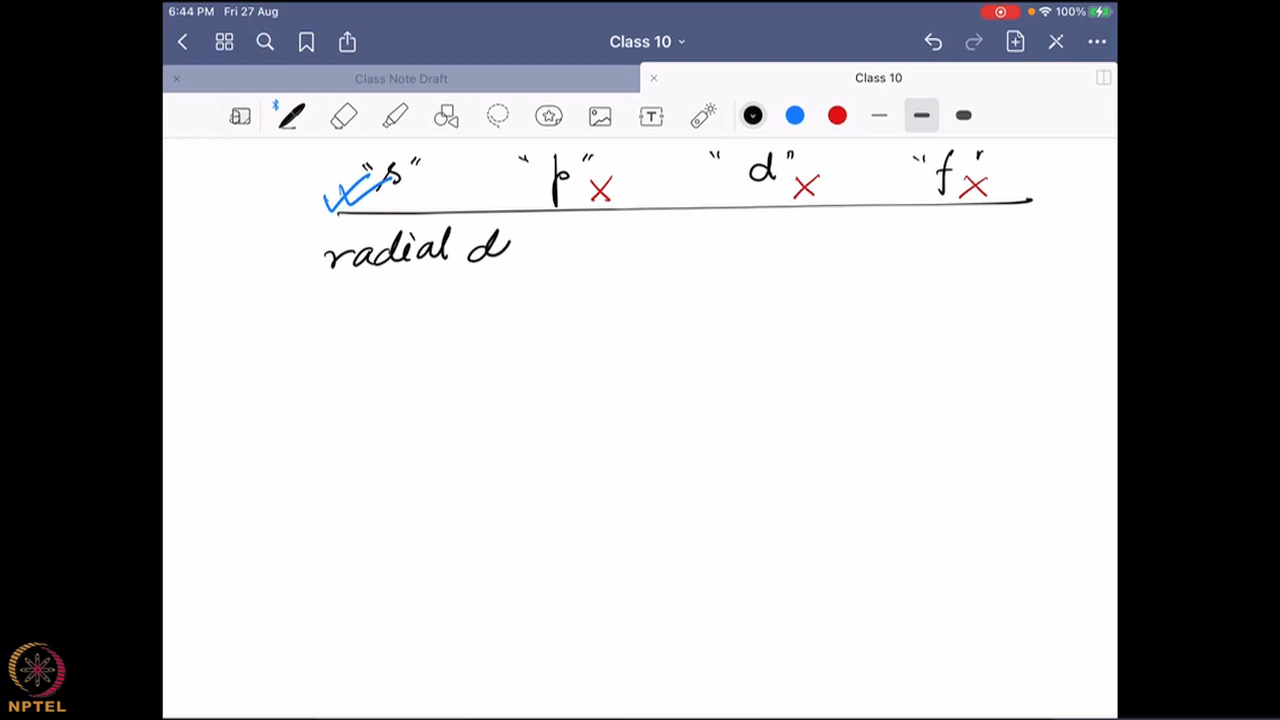 6:44 PM Fri 27 Aug
100%
Class 10
Class Note Draft
Class 10
T
"s" "p" x "d" x "f" x
radial d
NPTEL